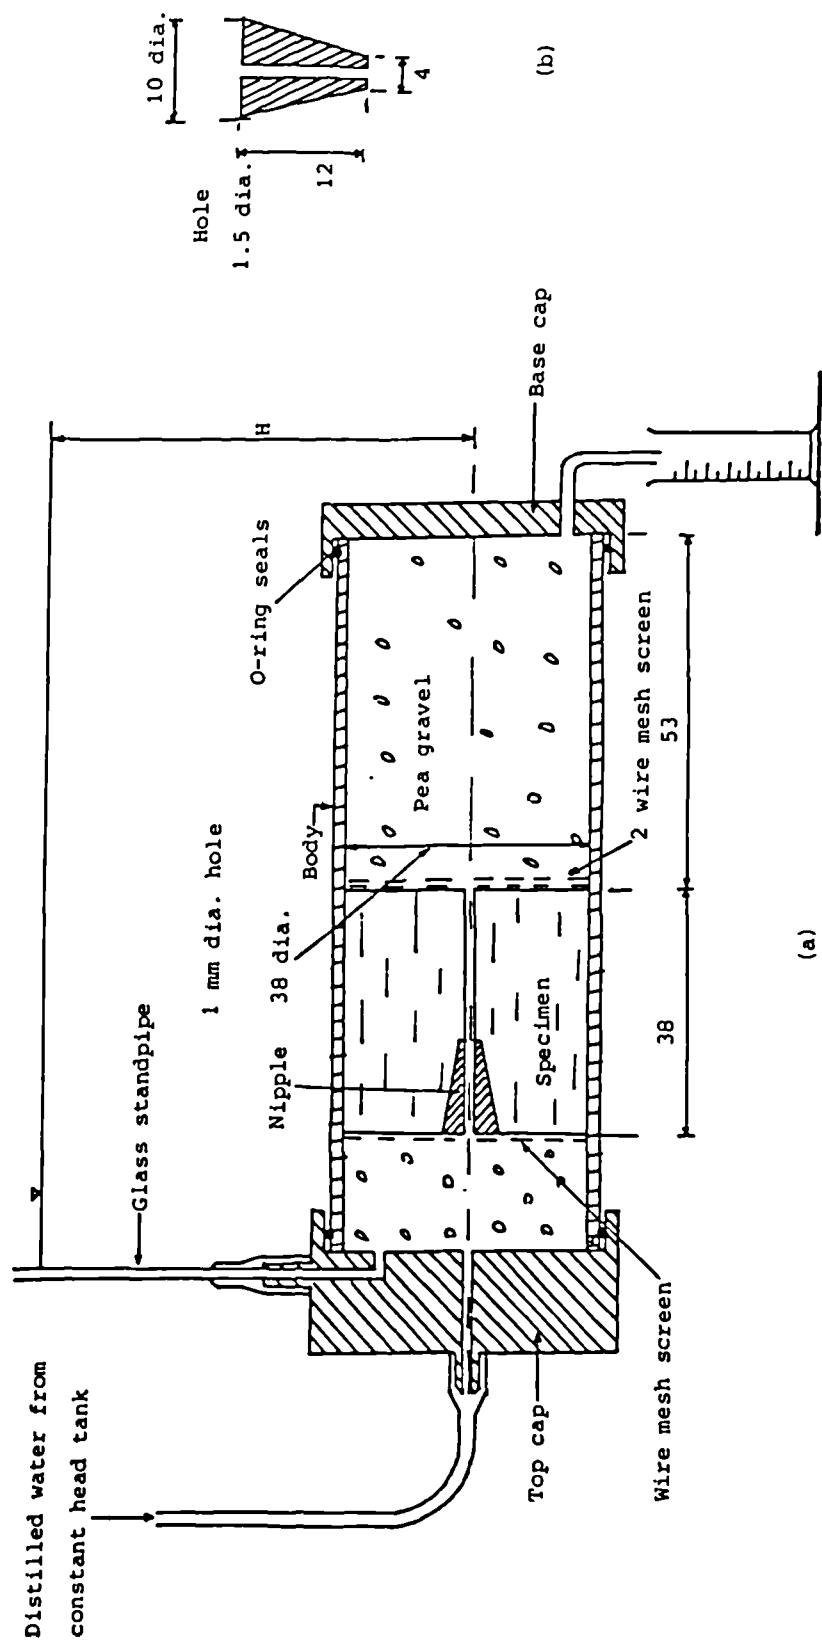 Distilled water from
constant head tank
Glass standpipe
H
1 mm dia. hole
38 dia.
Body
O-ring seals
Nipple
Pea gravel
Specimen
Base cap
Top cap
Wire mesh screen
2 wire mesh screen
38
53
(a)
Hole
1.5 dia.
10 dia.
12
4
(b)